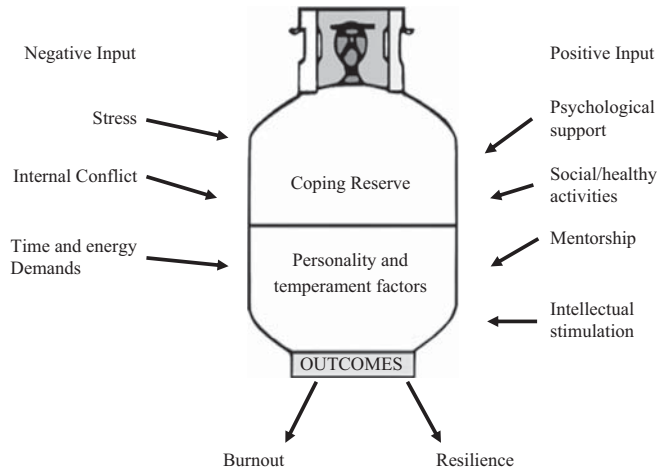 Negative Input
Positive Input
Stress
Psychological
support
Internal Conflict
Coping Reserve
Social/healthy
activities
Time and energy
Demands
Personality and
temperament factors
Mentorship
Intellectual
stimulation
OUTCOMES
Burnout
Resilience